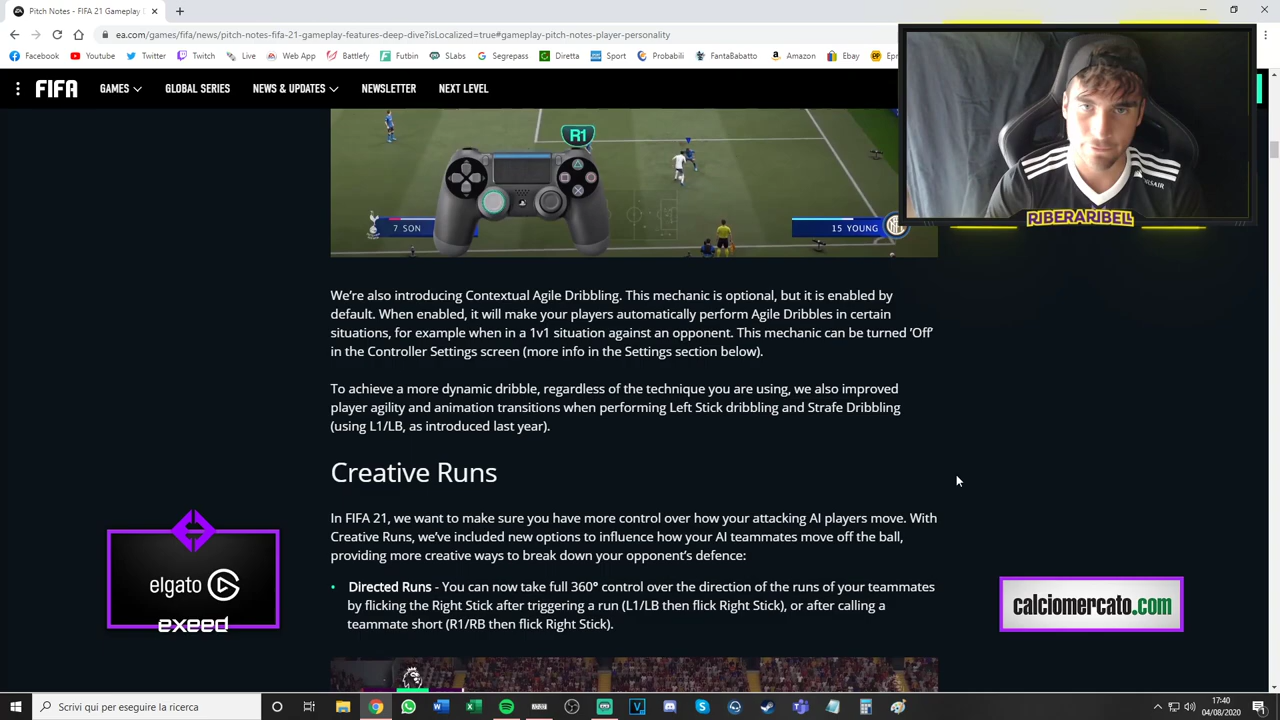 Pitch Notes - FIFA 21 Gameplay D
ea.com/games/fifa/news/pitch-notes-fifa-21-gameplay-features-deep-dive?isLocalized=true#gameplay-pitch-notes-player-personality
Facebook Youtube Twitter Twitch Live Web App Battlefy Futbin SLabs Segrepass Diretta Sport Probabili FantaBabatto Amazon Ebay
FIFA GAMES GLOBAL SERIES NEWS & UPDATES NEWSLETTER NEXT LEVEL
R1
CORSAIR
RIBERARIBELL
7 SON
15 YOUNG
We’re also introducing Contextual Agile Dribbling. This mechanic is optional, but it is enabled by
default. When enabled, it will make your players automatically perform Agile Dribbles in certain
situations, for example when in a 1v1 situation against an opponent. This mechanic can be turned ‘Off’
in the Controller Settings screen (more info in the Settings section below).
To achieve a more dynamic dribble, regardless of the technique you are using, we also improved
player agility and animation transitions when performing Left Stick dribbling and Strafe Dribbling
(using L1/LB, as introduced last year).
Creative Runs
In FIFA 21, we want to make sure you have more control over how your attacking AI players move. With
Creative Runs, we’ve included new options to influence how your AI teammates move off the ball,
providing more creative ways to break down your opponent’s defence:
• Directed Runs - You can now take full 360° control over the direction of the runs of your teammates
by flicking the Right Stick after triggering a run (L1/LB then flick Right Stick), or after calling a
teammate short (R1/RB then flick Right Stick).
elgato
exeed
calciomercato.com
Scrivi qui per eseguire la ricerca
17:40
04/08/2020